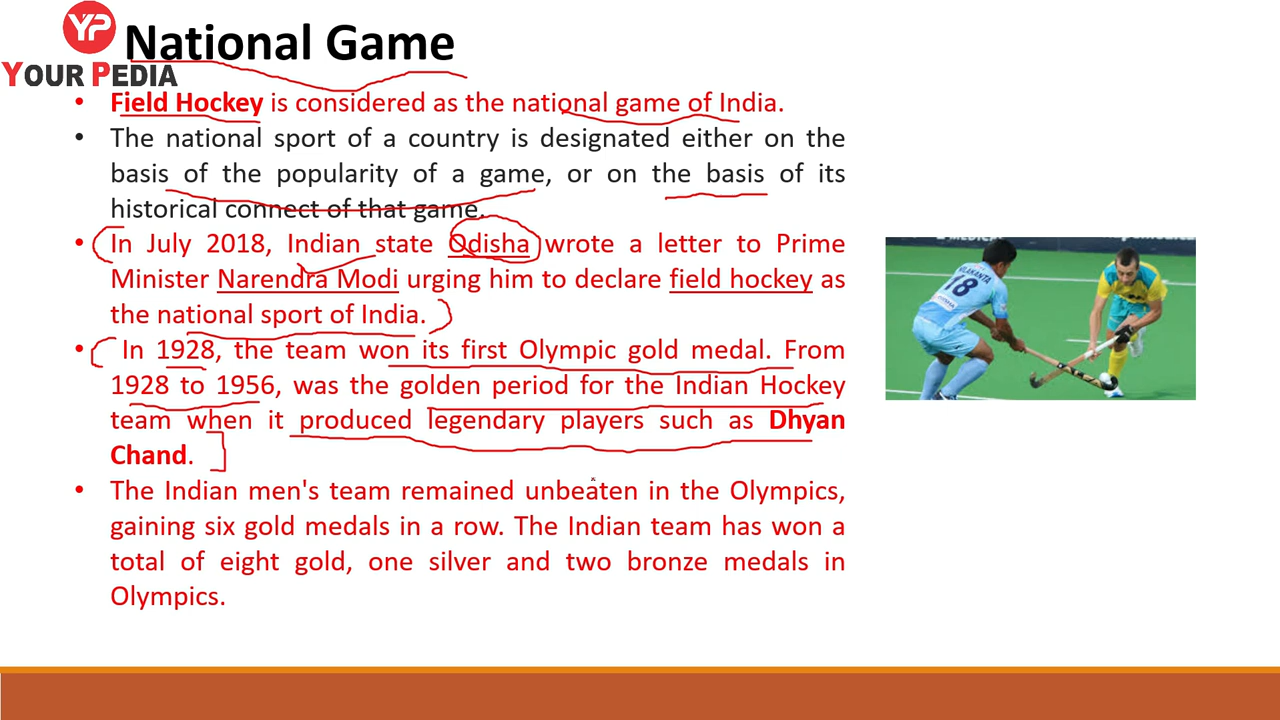 YP
YOUR PEDIA
National Game
• Field Hockey is considered as the national game of India.
• The national sport of a country is designated either on the
basis of the popularity of a game, or on the basis of its
historical connect of that game.
• In July 2018, Indian state Odisha wrote a letter to Prime
Minister Narendra Modi urging him to declare field hockey as
the national sport of India.
• In 1928, the team won its first Olympic gold medal. From
1928 to 1956, was the golden period for the Indian Hockey
team when it produced legendary players such as Dhyan
Chand.
• The Indian men's team remained unbeaten in the Olympics,
gaining six gold medals in a row. The Indian team has won a
total of eight gold, one silver and two bronze medals in
Olympics.
18